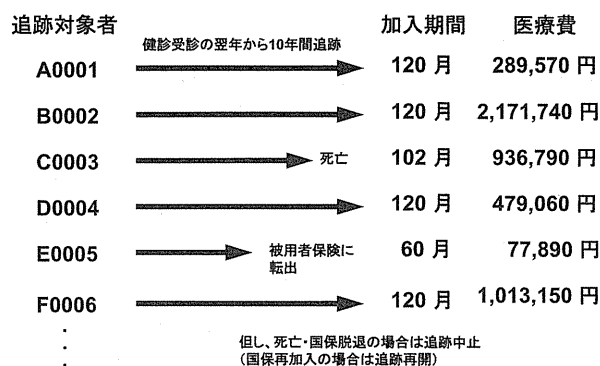 追跡対象者 加入期間 医療費
健診受診の翌年から10年間追跡
A0001 120 月 289,570 円
B0002 120 月 2,171,740 円
C0003 死亡 102 月 936,790 円
D0004 120 月 479,060 円
E0005 被用者保険に 60 月 77,890 円
転出
F0006 120 月 1,013,150 円
但し、死亡・国保脱退の場合は追跡中止
(国保再加入の場合は追跡再開)